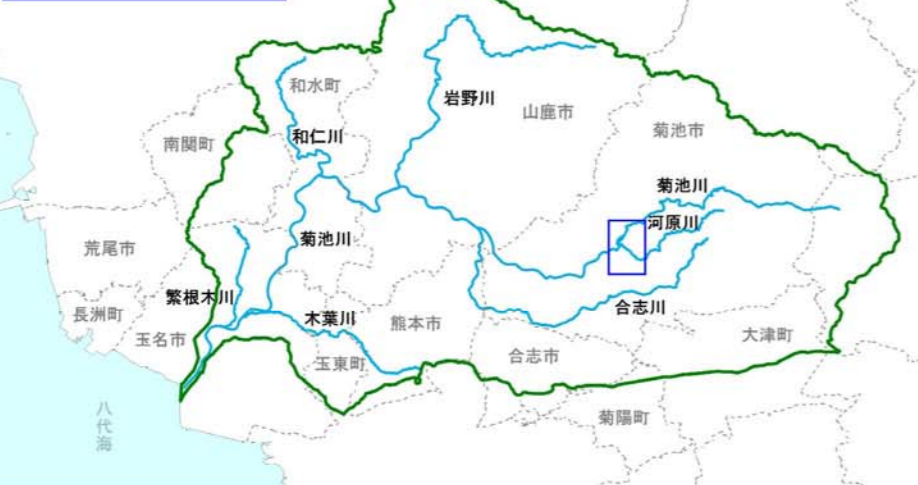 和水町
岩野川
山鹿市
菊池市
南関町
和仁川
菊池川
河原川
菊池川
荒尾市
繁根木川
合志川
長洲町
木葉川
熊本市
大津町
玉名市
玉東町
合志市
八代海
菊陽町